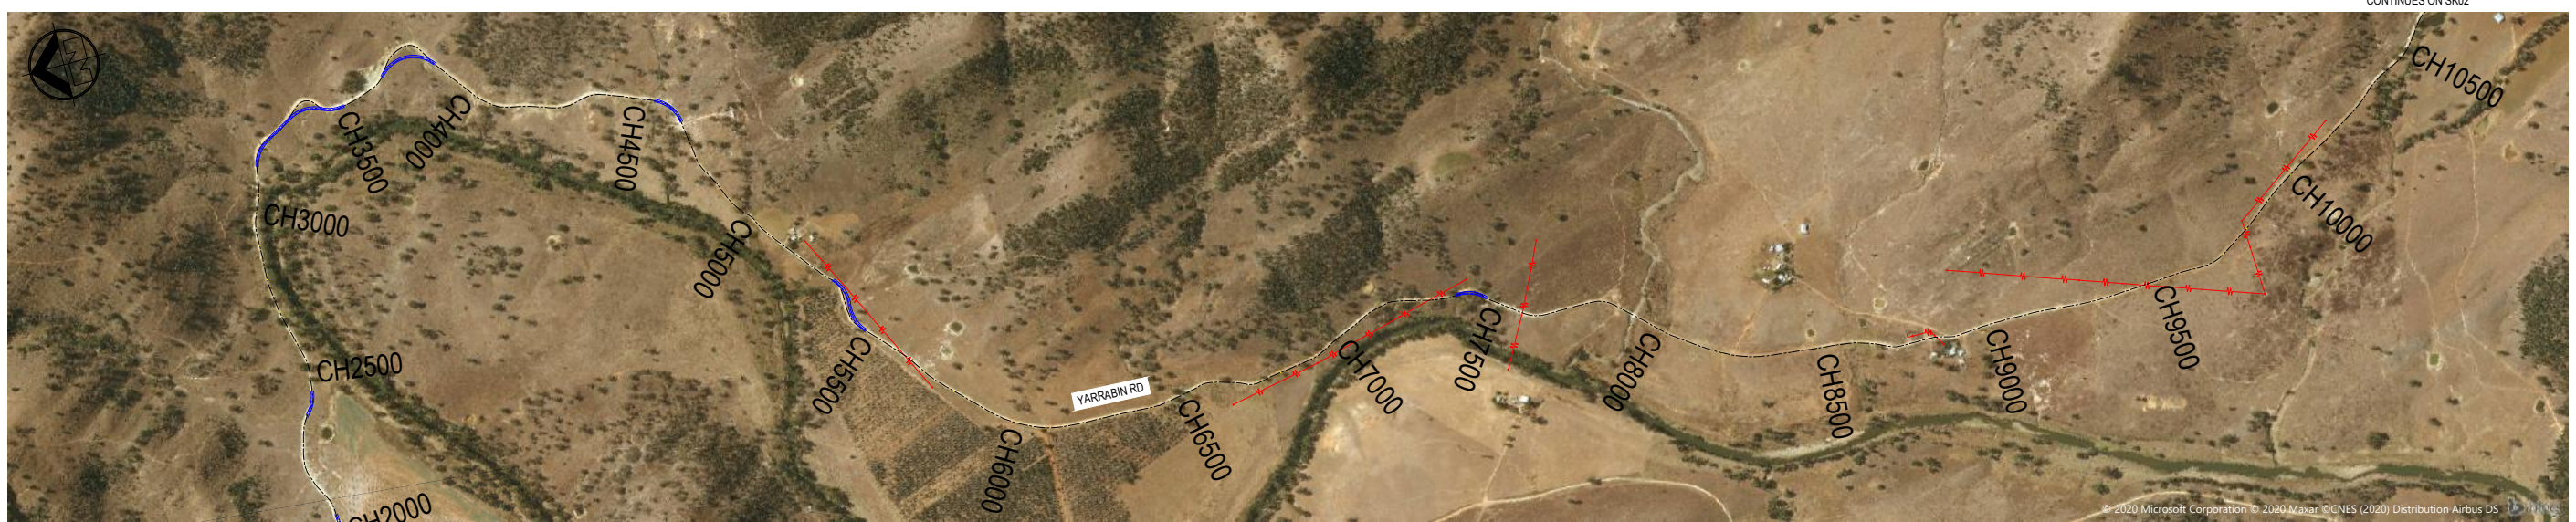 CONTINUES ON SK02
CH10500
CH3500
CH4000
CH4500
CH3000
CH10000
CH5000
CH2500
CH5500
CH7000
CH7500
CH8000
CH8500
CH9000
CH9500
YARRABIN RD
CH6500
CH6000
CH2000
© 2020 Microsoft Corporation © 2020 Maxar ©CNES (2020) Distribution Airbus DS